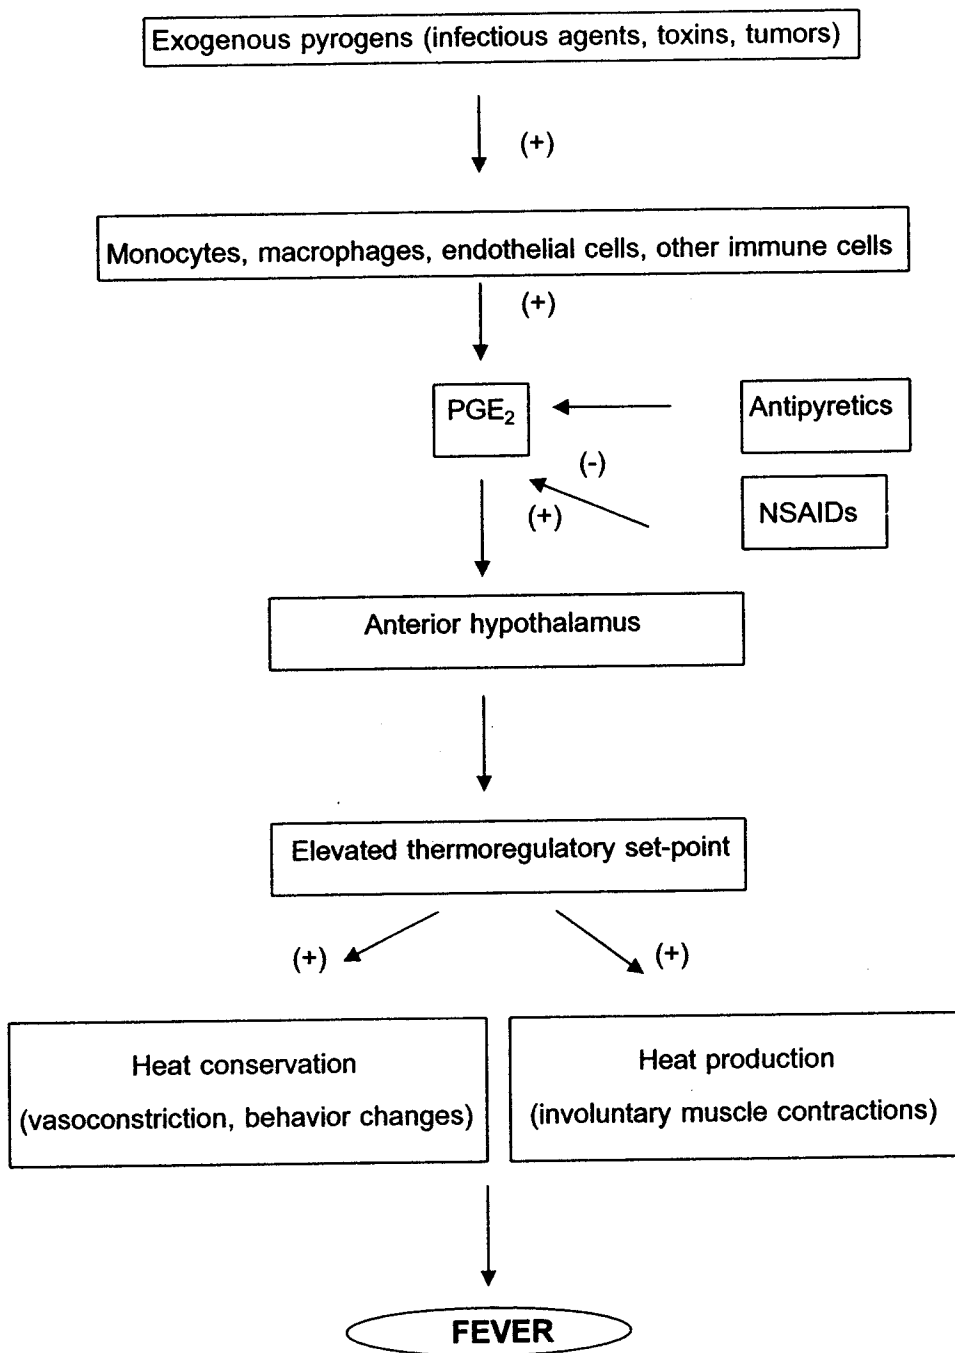 Exogenous pyrogens (infectious agents, toxins, tumors)
(+)
Monocytes, macrophages, endothelial cells, other immune cells
(+)
PGE₂
Antipyretics
(-)
(+)
NSAIDs
Anterior hypothalamus
Elevated thermoregulatory set-point
(+)
(+)
Heat conservation
(vasoconstriction, behavior changes)
Heat production
(involuntary muscle contractions)
FEVER